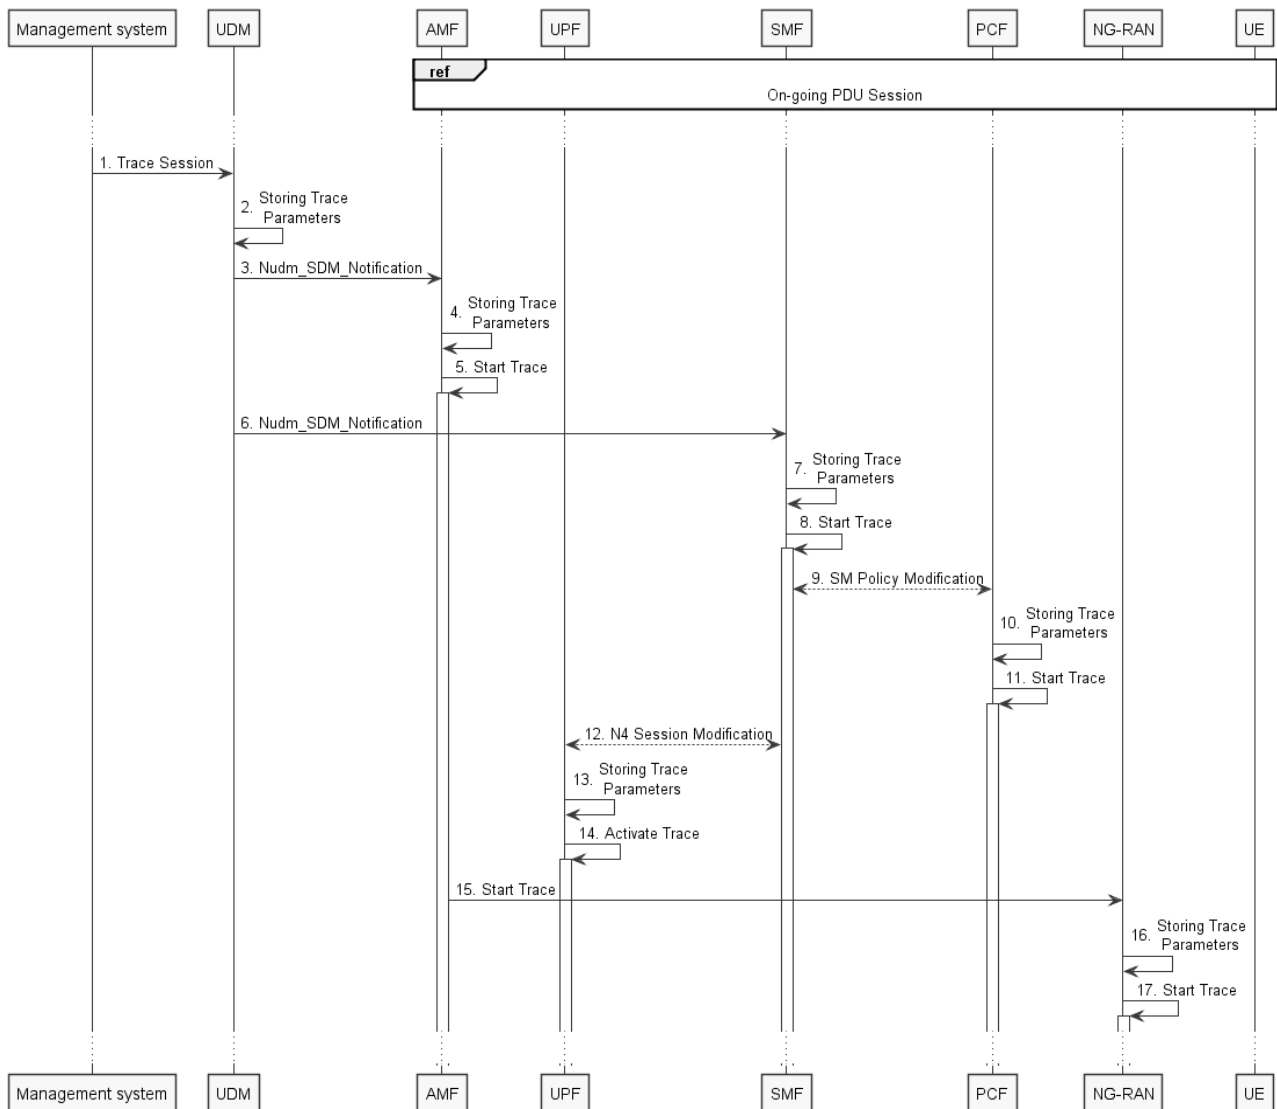 Management system UDM AMF UPF SMF PCF NG-RAN UE
ref
On-going PDU Session
1. Trace Session
2. Storing Trace
Parameters
3. Nudm_SDM_Notification
4. Storing Trace
Parameters
5. Start Trace
6. Nudm_SDM_Notification
7. Storing Trace
Parameters
8. Start Trace
9. SM Policy Modification
10. Storing Trace
Parameters
11. Start Trace
12. N4 Session Modification
13. Storing Trace
Parameters
14. Activate Trace
15. Start Trace
16. Storing Trace
Parameters
17. Start Trace
Management system UDM AMF UPF SMF PCF NG-RAN UE